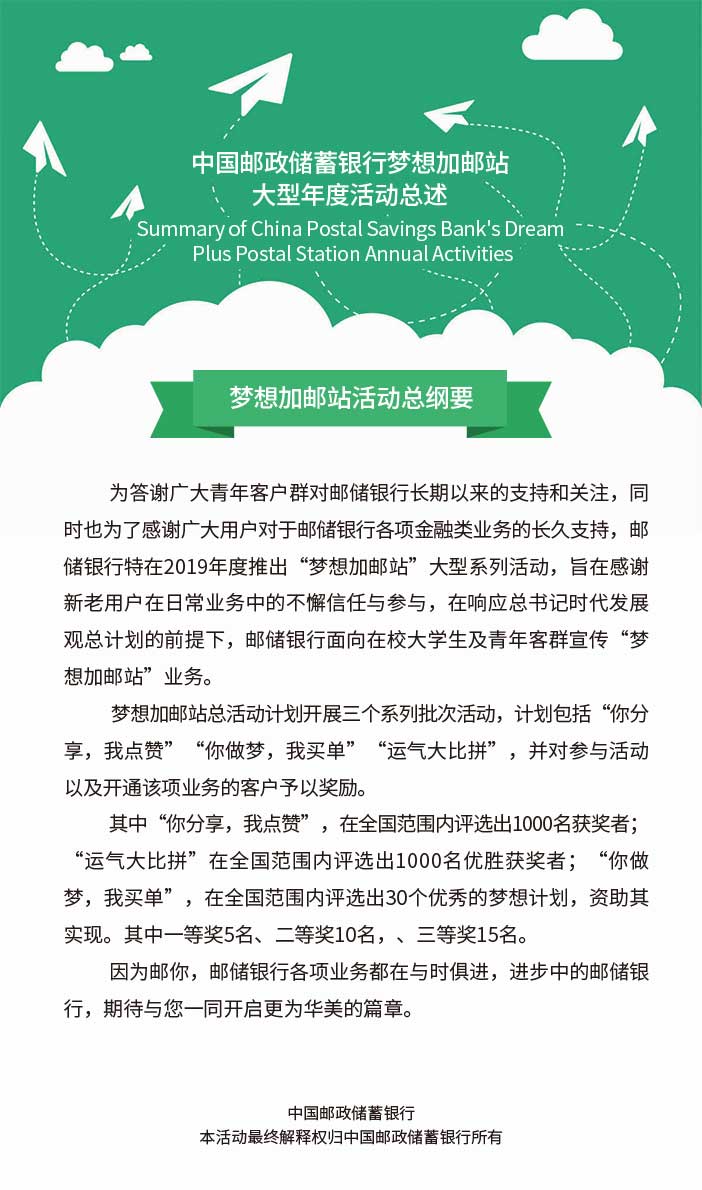 中国邮政储蓄银行梦想加邮站
大型年度活动总述
Summary of China Postal Savings Bank's Dream
Plus Postal Station Annual Activities
梦想加邮站活动总纲要
为答谢广大青年客户群对邮储银行长期以来的支持和关注，同
时也为了感谢广大用户对于邮储银行各项金融类业务的长久支持，邮
储银行特在2019年度推出“梦想加邮站”大型系列活动，旨在感谢
新老用户在日常业务中的不懈信任与参与，在响应总书记时代发展
观总计划的前提下，邮储银行面向在校大学生及青年客群宣传“梦
想加邮站”业务。
梦想加邮站总活动计划开展三个系列批次活动，计划包括“你分
享，我点赞”“你做梦，我买单”“运气大比拼”，并对参与活动
以及开通该项业务的客户予以奖励。
其中“你分享，我点赞”，在全国范围内评选出1000名获奖者；
“运气大比拼”在全国范围内评选出1000名优胜获奖者；“你做
梦，我买单”，在全国范围内评选出30个优秀的梦想计划，资助其
实现。其中一等奖5名、二等奖10名，、三等奖15名。
因为邮你，邮储银行各项业务都在与时俱进，进步中的邮储银
行，期待与您一同开启更为华美的篇章。
中国邮政储蓄银行
本活动最终解释权归中国邮政储蓄银行所有